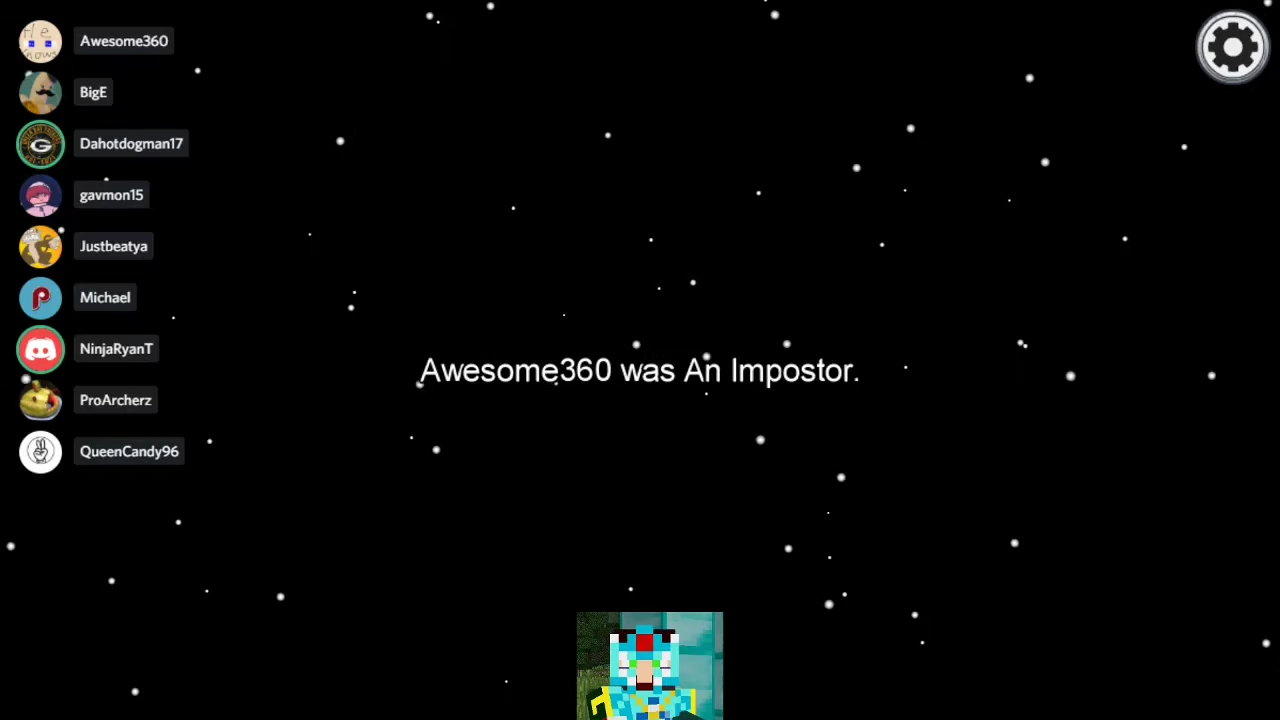 Awesome360
BigE
Dahotdogman17
gavmon15
Justbeatya
Michael
NinjaRyanT
ProArcherz
QueenCandy96
Awesome360 was An Impostor.